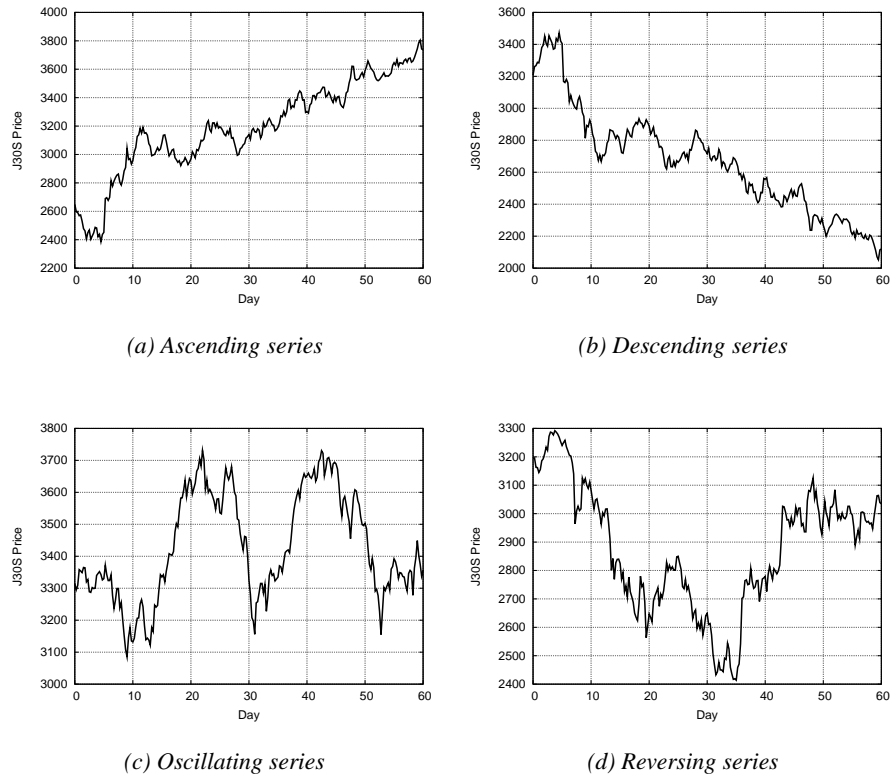 4000
3800
3600
3400
3200
3000
2800
2600
2400
2200
J30S Price
0 10 20 30 40 50 60
Day
(a) Ascending series
3600
3400
3200
3000
2800
2600
2400
2200
2000
J30S Price
0 10 20 30 40 50 60
Day
(b) Descending series
3800
3700
3600
3500
3400
3300
3200
3100
3000
J30S Price
0 10 20 30 40 50 60
Day
(c) Oscillating series
3300
3200
3100
3000
2900
2800
2700
2600
2500
2400
J30S Price
0 10 20 30 40 50 60
Day
(d) Reversing series